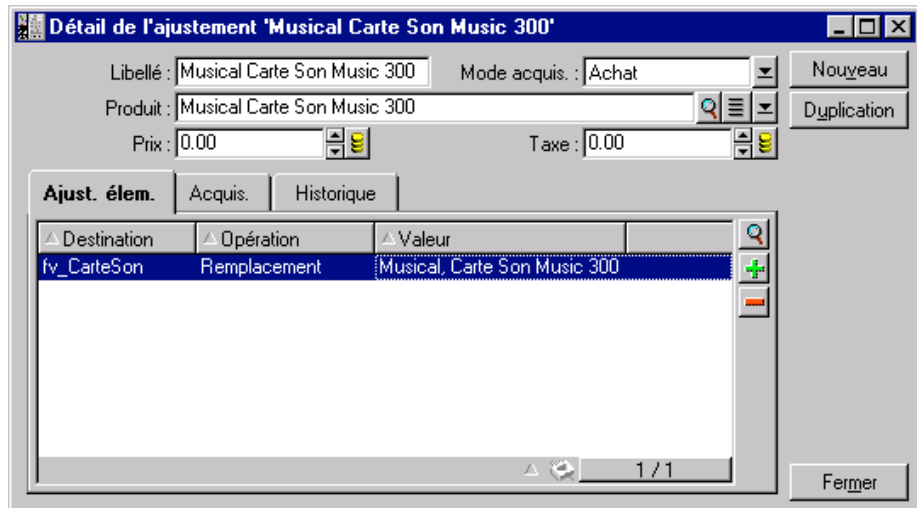 Détail de l'ajustement 'Musical Carte Son Music 300'
Libellé : Musical Carte Son Music 300 Mode acquis. : Achat Nouveau
Produit : Musical Carte Son Music 300 Duplication
Prix : 0.00 Taxe : 0.00
Ajust. élem. Acquis. Historique
Destination Opération Valeur
fv_CarteSon Remplacement Musical, Carte Son Music 300
1 / 1
Fermer